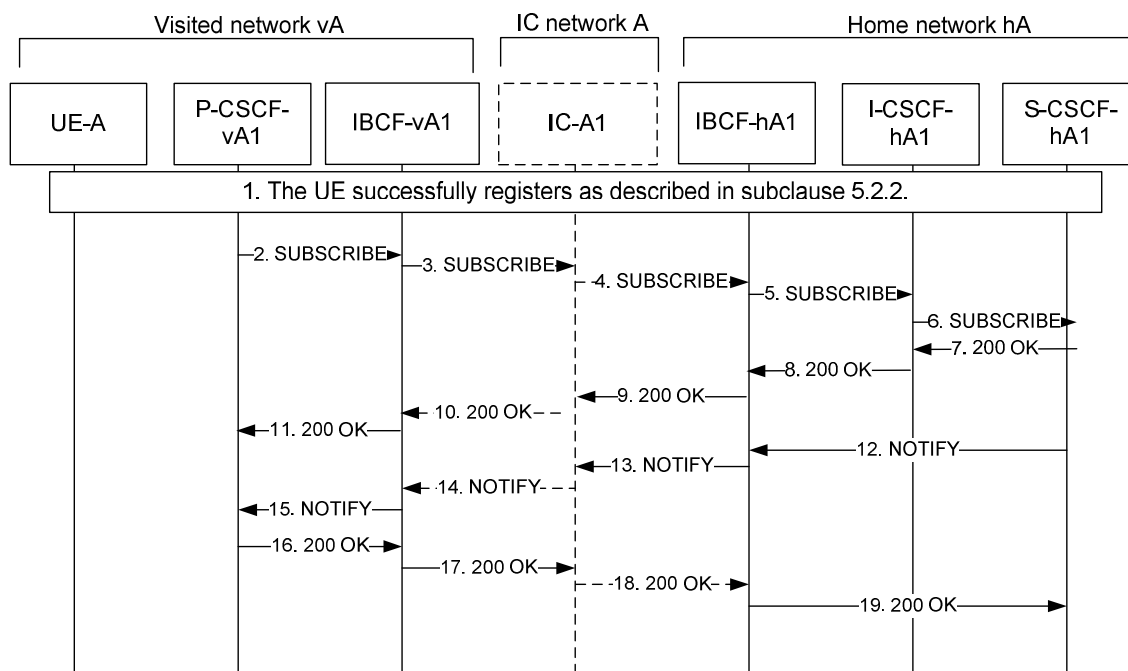 Visited network vA
IC network A
Home network hA
UE-A
P-CSCF-
vA1
IBCF-vA1
IC-A1
IBCF-hA1
I-CSCF-
hA1
S-CSCF-
hA1
1. The UE successfully registers as described in subclause 5.2.2.
2. SUBSCRIBE
3. SUBSCRIBE
4. SUBSCRIBE
5. SUBSCRIBE
6. SUBSCRIBE
7. 200 OK
8. 200 OK
9. 200 OK
10. 200 OK
11. 200 OK
12. NOTIFY
13. NOTIFY
14. NOTIFY
15. NOTIFY
16. 200 OK
17. 200 OK
18. 200 OK
19. 200 OK